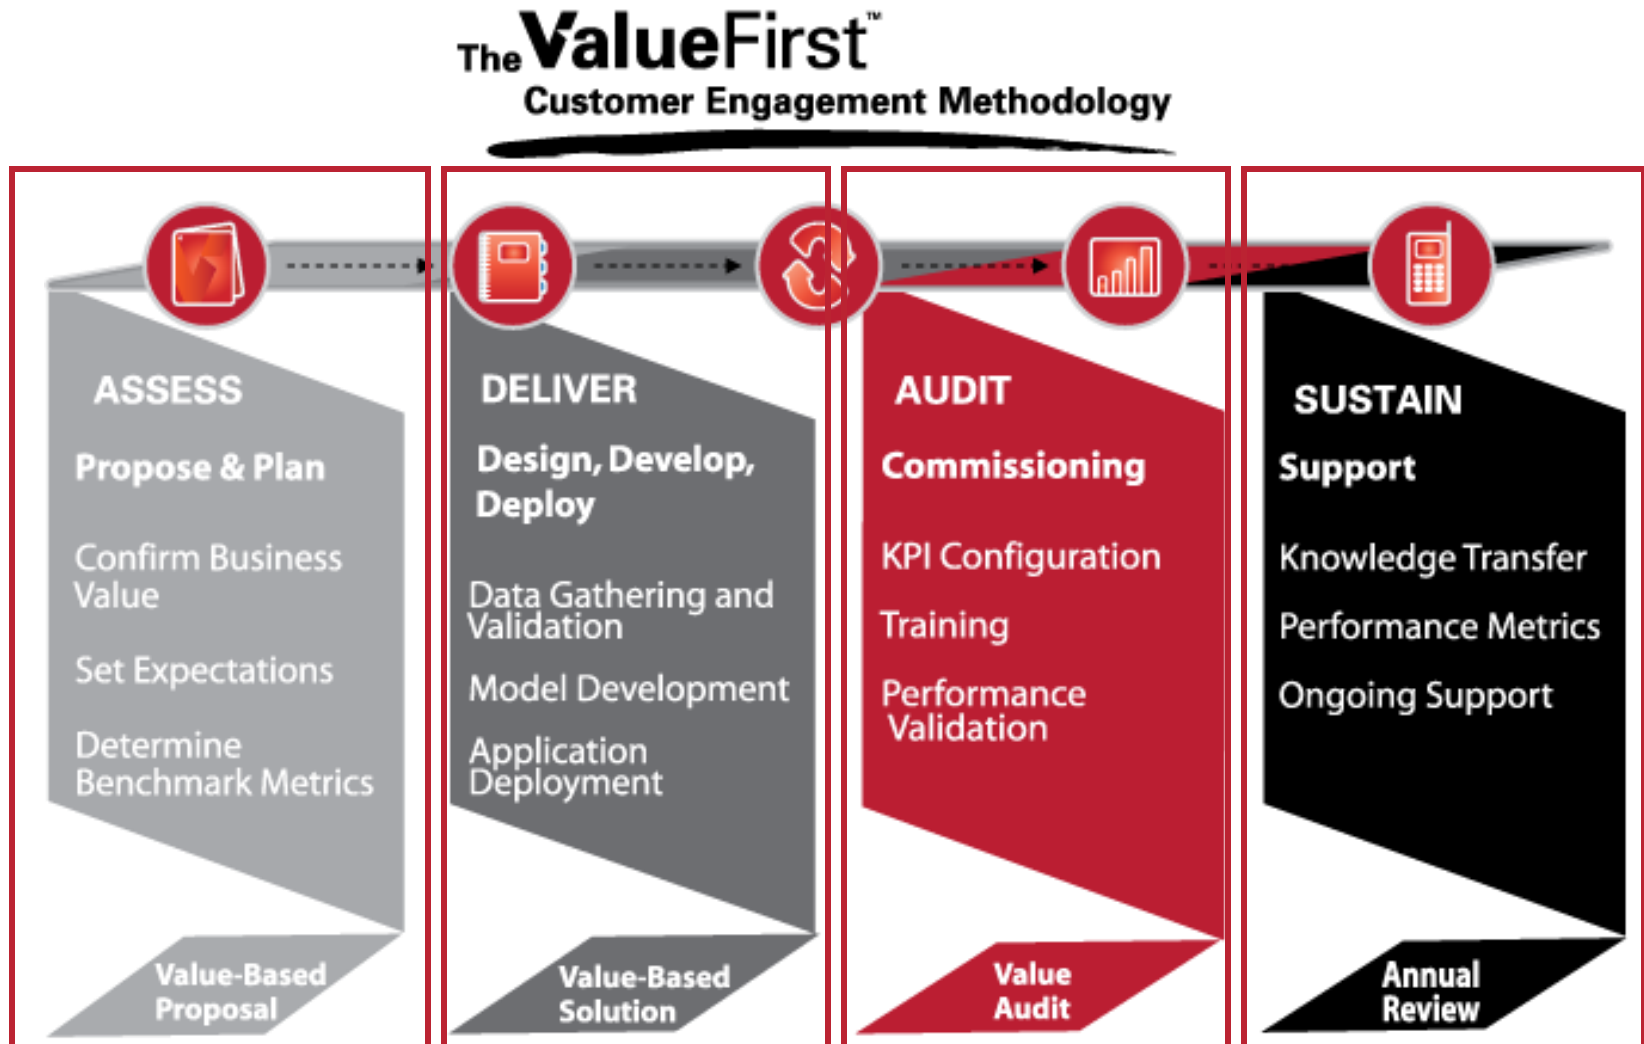 The ValueFirst™
Customer Engagement Methodology
ASSESS
Propose & Plan
Confirm Business
Value
Set Expectations
Determine
Benchmark Metrics
Value-Based
Proposal
DELIVER
Design, Develop,
Deploy
Data Gathering and
Validation
Model Development
Application
Deployment
Value-Based
Solution
AUDIT
Commissioning
KPI Configuration
Training
Performance
Validation
Value
Audit
SUSTAIN
Support
Knowledge Transfer
Performance Metrics
Ongoing Support
Annual
Review